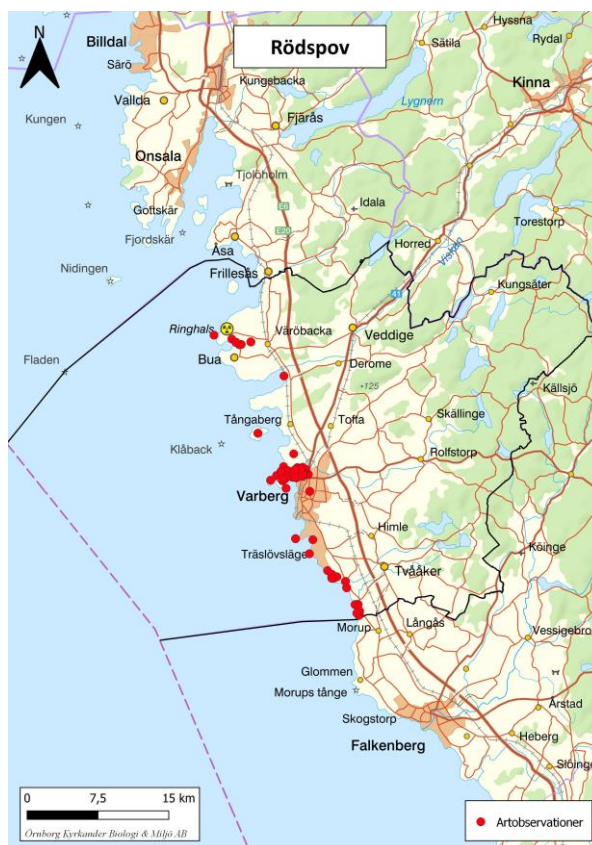 Rödspov
N
Billdal
Särö
Kungsbacka
Vallda
Kungen
Fjärås
Onsala
Lygnern
Sätila
Hyssna
Rydal
Kinna
Tjolöholm
Gottskär
Fjordskär
Idala
E6
E20
Åsa
Nidingen
Horred
Viskan
Torestorp
Frillesås
Kungsäter
41
Ringhals
Väröbacka
Veddige
Bua
Fladen
Derome
+125
Källsjö
Tångaberg
Tofta
Skällinge
Klåback
Rolfstorp
Varberg
Himle
Träslövsläge
Tvååker
Köinge
Morup
Långås
Vessigebro
Glommen
Morups tånge
Skogstorp
Årstad
Falkenberg
Heberg
Slöinge
0 7,5 15 km
Örnborg Kyrkander Biologi & Miljö AB
Artobservationer